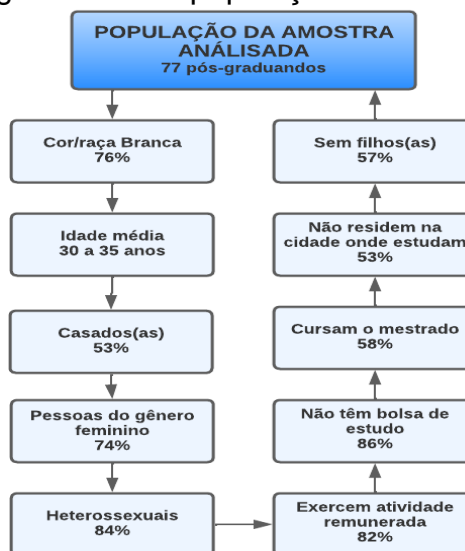 POPULAÇÃO DA AMOSTRA
ANÁLISADA
77 pós-graduandos
Cor/raça Branca
76%
Idade média
30 a 35 anos
Casados(as)
53%
Pessoas do gênero
feminino
74%
Heterossexuais
84%
Exercem atividade
remunerada
82%
Não têm bolsa de
estudo
86%
Cursam o mestrado
58%
Não residem na
cidade onde estudam
53%
Sem filhos(as)
57%